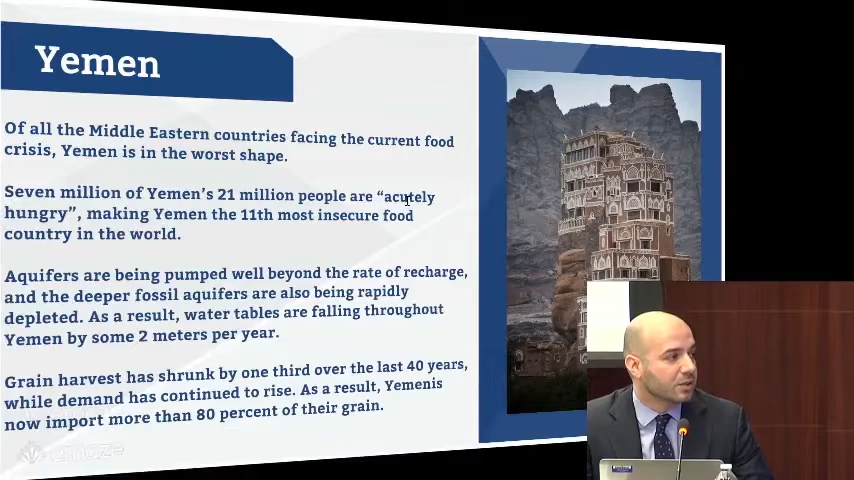 Yemen
Of all the Middle Eastern countries facing the current food
crisis, Yemen is in the worst shape.
Seven million of Yemen's 21 million people are “acutely
hungry”, making Yemen the 11th most insecure food
country in the world.
Aquifers are being pumped well beyond the rate of recharge,
and the deeper fossil aquifers are also being rapidly
depleted. As a result, water tables are falling throughout
Yemen by some 2 meters per year.
Grain harvest has shrunk by one third over the last 40 years,
while demand has continued to rise. As a result, Yemenis
now import more than 80 percent of their grain.